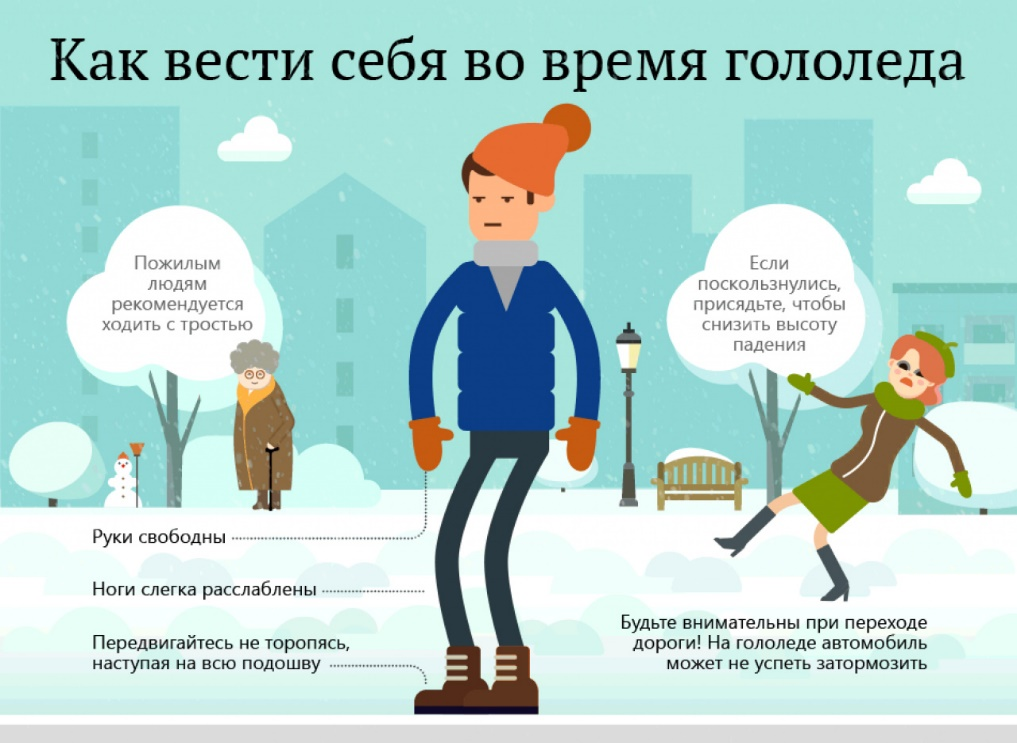 Как вести себя во время гололеда
Пожилым
людям
рекомендуется
ходить с тростью
Если
поскользнулись,
присядьте, чтобы
снизить высоту
падения
Руки свободны
Ноги слегка расслаблены
Передвигайтесь не торопясь,
наступая на всю подошву
Будьте внимательны при переходе
дороги! На гололеде автомобиль
может не успеть затормозить